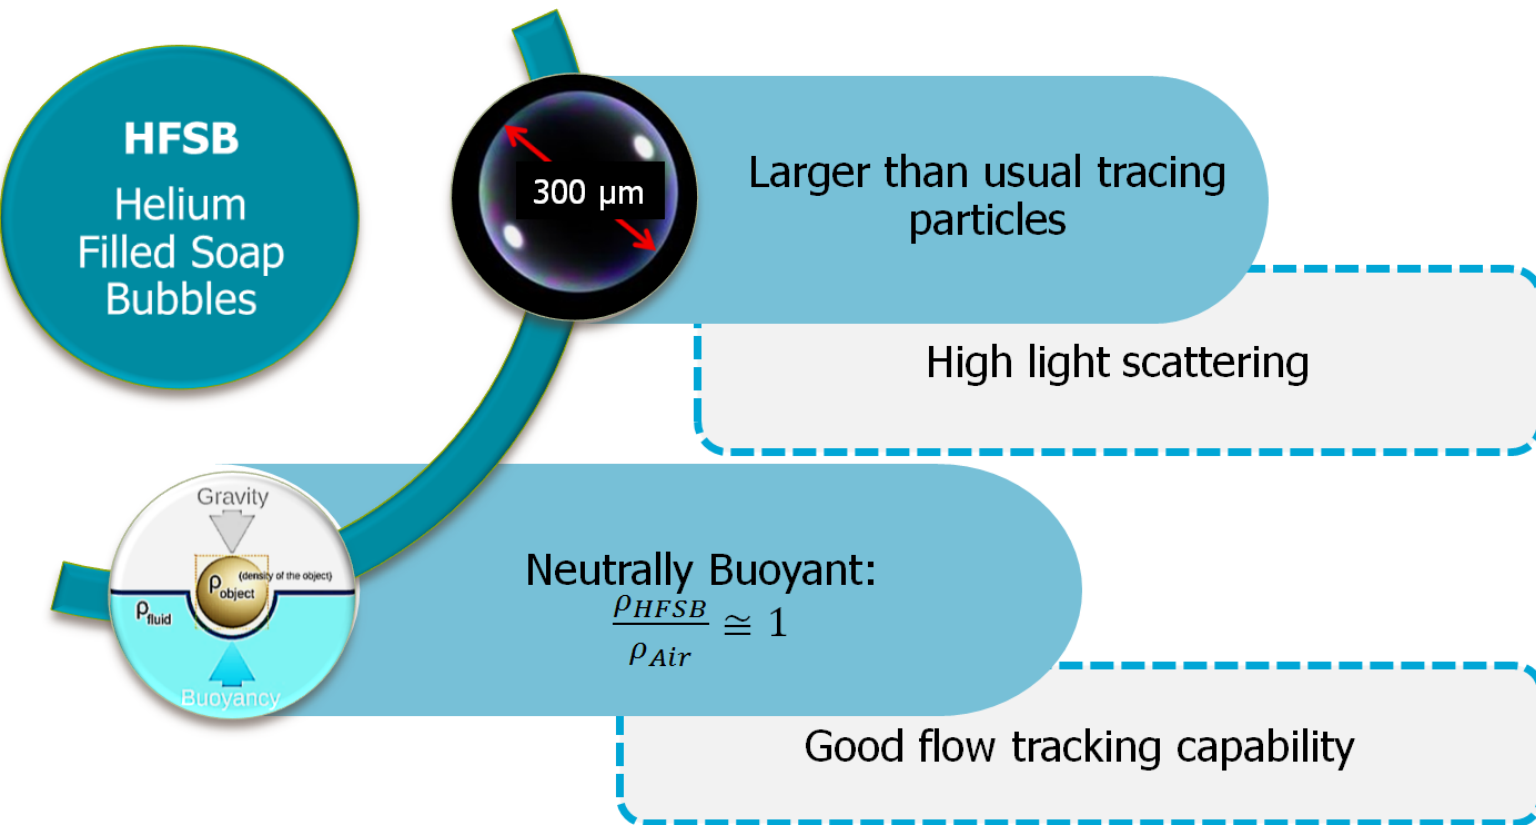 HFSB
Helium
Filled Soap
Bubbles
300 µm
Larger than usual tracing
particles
High light scattering
Gravity
ρobject
(density of the object)
ρfluid
Buoyancy
Neutrally Buoyant:
ρHFSB
ρAir
≅ 1
Good flow tracking capability